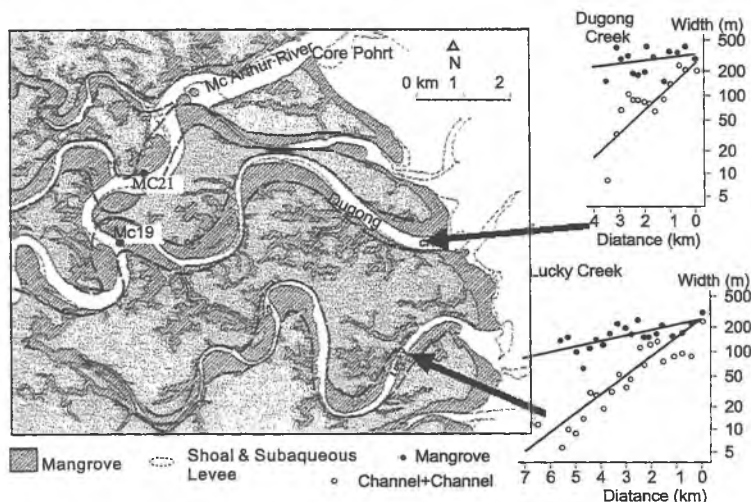 Mc Arthur-River
Core Pohrt
N
0 km 1 2
MC21
Mc19
Dugong
Dugong
Creek
Width (m)
500
200
100
50
20
10
5
4 3 2 1 0
Diatance (km)
Lucky Creek
Width (m)
500
200
100
50
20
10
5
7 6 5 4 3 2 1 0
Distance (km)
Mangrove
Shoal & Subaqueous
Levee
Mangrove
Channel+Channel